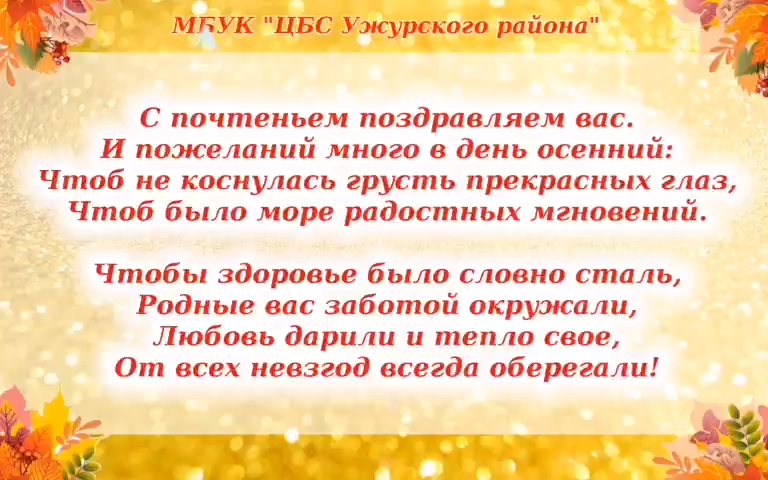 МБУК "ЦБС Ужурского района"
С почтеньем поздравляем вас.
И пожеланий много в день осенний:
Чтоб не коснулась грусть прекрасных глаз,
Чтоб было море радостных мгновений.
Чтобы здоровье было словно сталь,
Родные вас заботой окружали,
Любовь дарили и тепло свое,
От всех невзгод всегда оберегали!